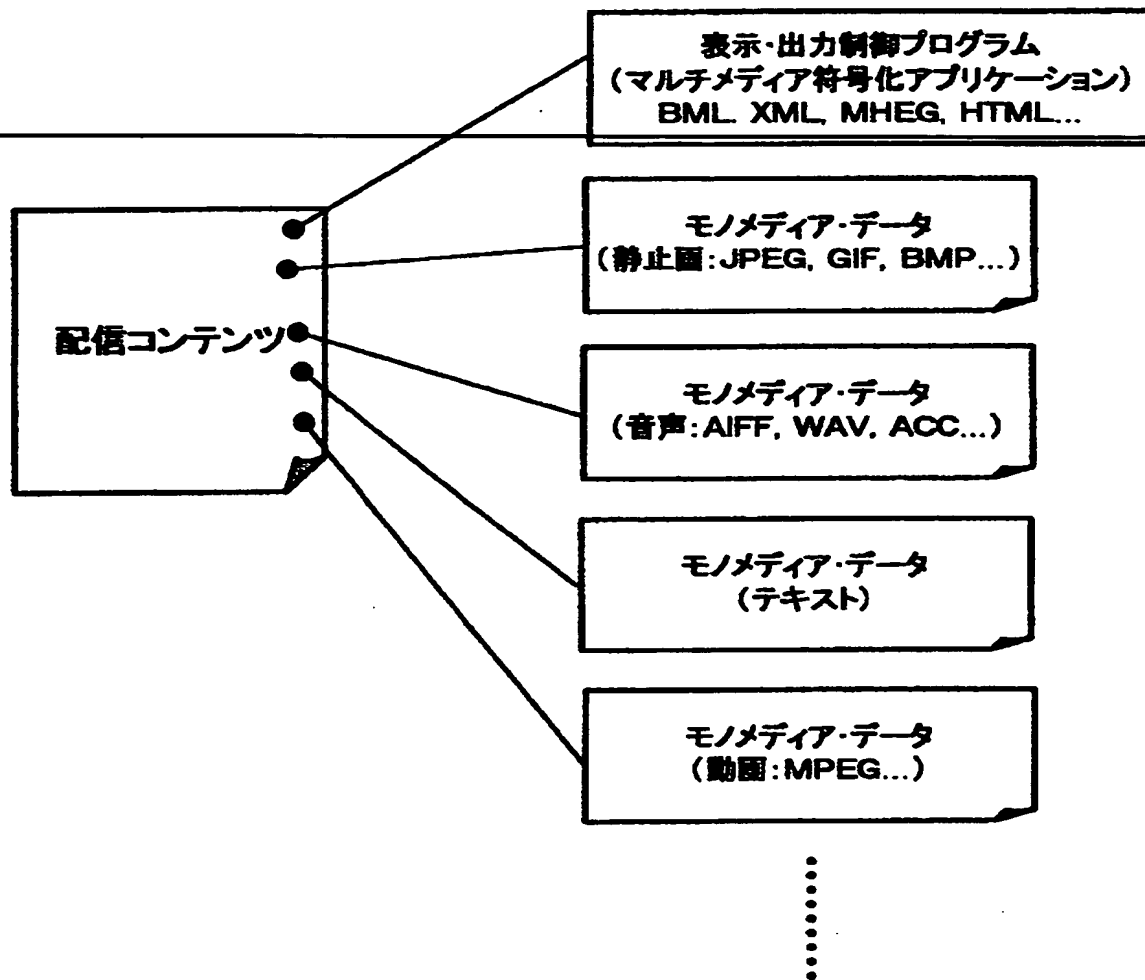 表示・出力制御プログラム
(マルチメディア符号化アプリケーション)
BML. XML, MHEG, HTML...
配信コンテンツ
モノメディア・データ
(静止画:JPEG, GIF, BMP...)
モノメディア・データ
(音声:AIFF, WAV, ACC...)
モノメディア・データ
(テキスト)
モノメディア・データ
(動画:MPEG...)